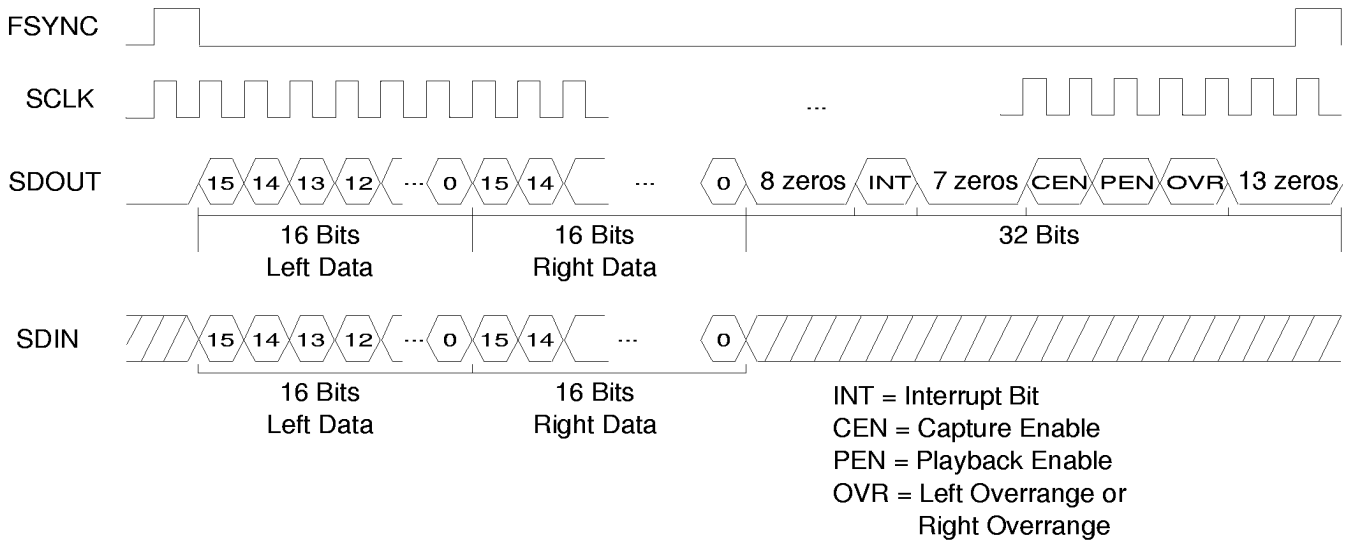 FSYNC
SCLK
...
SDOUT
15 14 13 12 ... 0 15 14 ... 0 8 zeros INT 7 zeros CEN PEN OVR 13 zeros
16 Bits
Left Data
16 Bits
Right Data
32 Bits
SDIN
15 14 13 12 ... 0 15 14 ... 0
16 Bits
Left Data
16 Bits
Right Data
INT = Interrupt Bit
CEN = Capture Enable
PEN = Playback Enable
OVR = Left Overrange or
Right Overrange